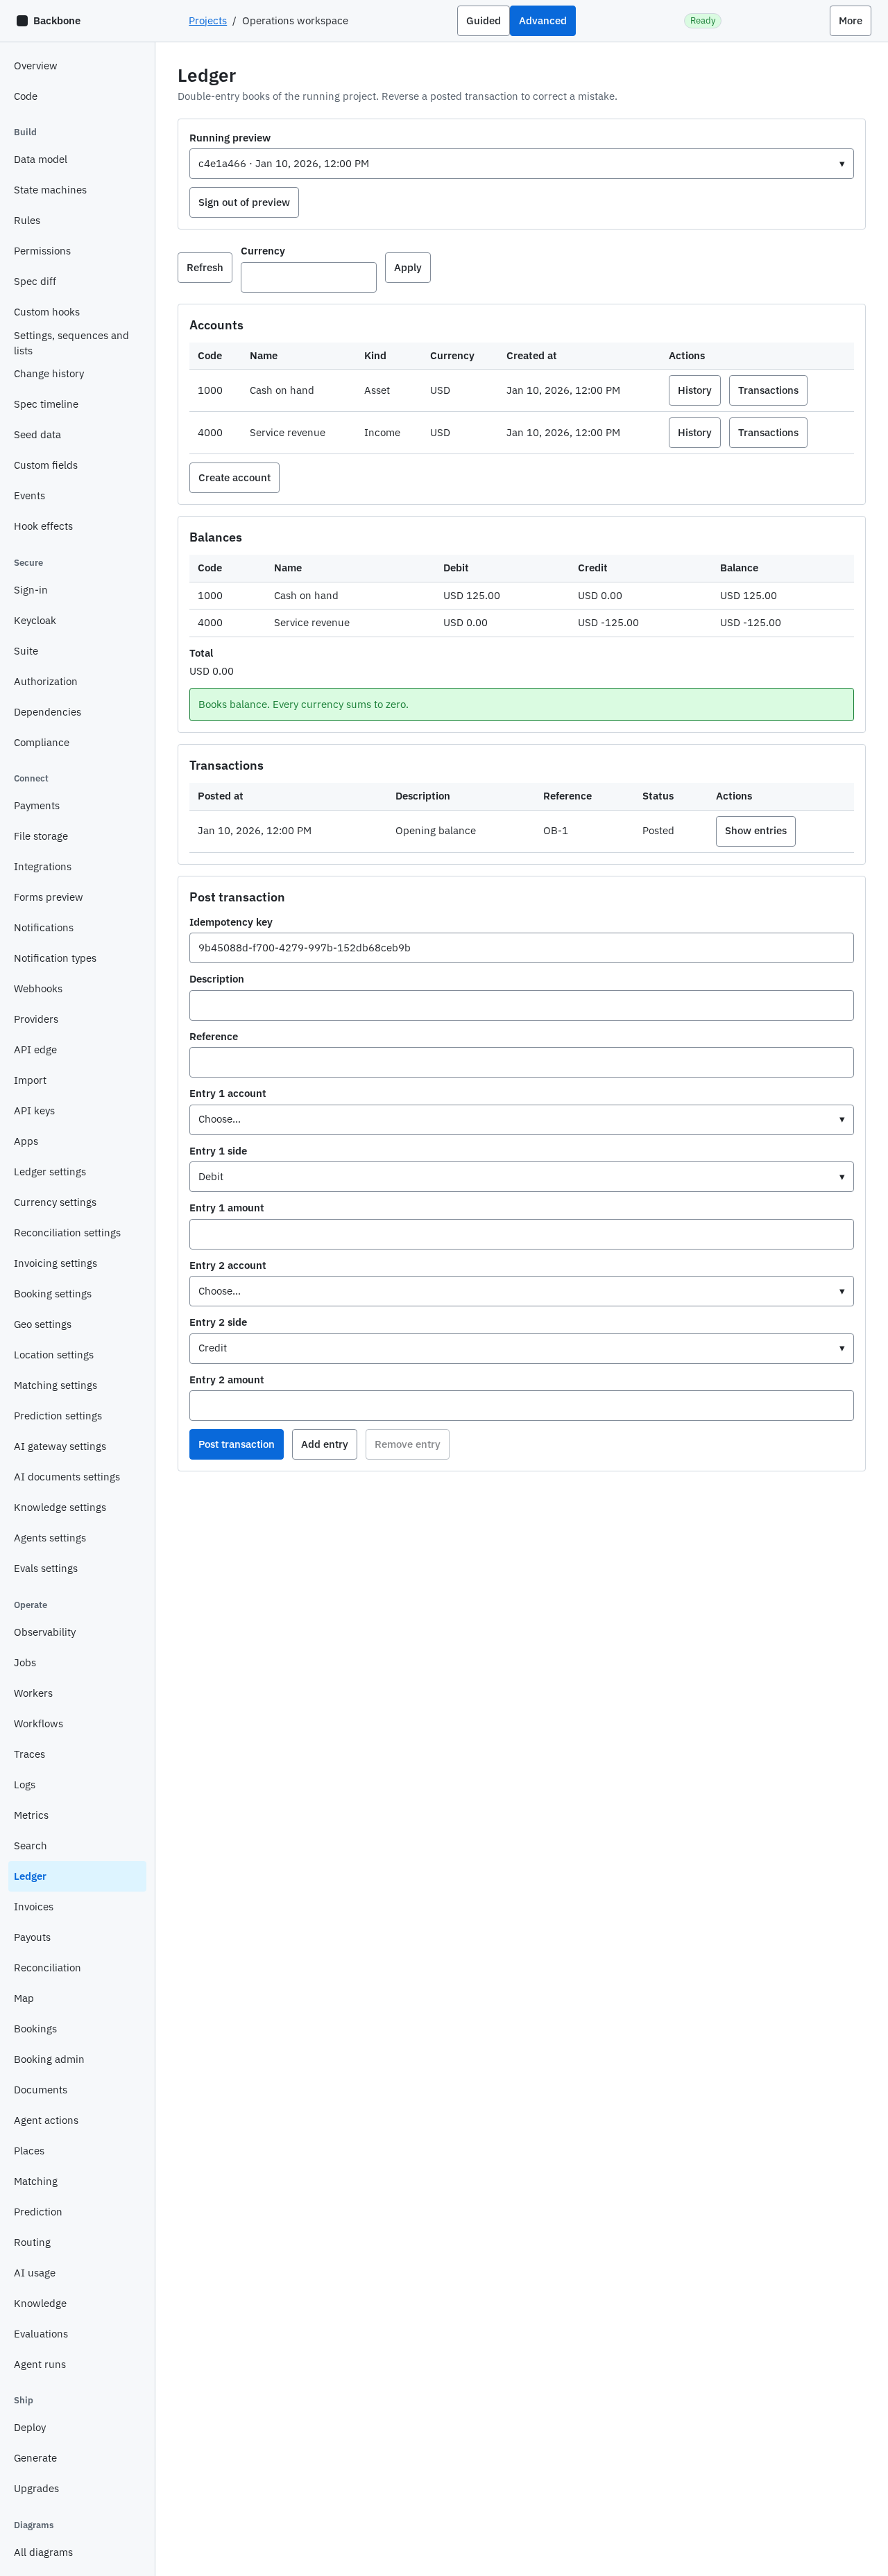 Backbone
Projects / Operations workspace
Guided
Advanced
Ready
More
Overview
Code
Build
Data model
State machines
Rules
Permissions
Spec diff
Custom hooks
Settings, sequences and
lists
Change history
Spec timeline
Seed data
Custom fields
Events
Hook effects
Secure
Sign-in
Keycloak
Suite
Authorization
Dependencies
Compliance
Connect
Payments
File storage
Integrations
Forms preview
Notifications
Notification types
Webhooks
Providers
API edge
Import
API keys
Apps
Ledger settings
Currency settings
Reconciliation settings
Invoicing settings
Booking settings
Geo settings
Location settings
Matching settings
Prediction settings
AI gateway settings
AI documents settings
Knowledge settings
Agents settings
Evals settings
Operate
Observability
Jobs
Workers
Workflows
Traces
Logs
Metrics
Search
Ledger
Invoices
Payouts
Reconciliation
Map
Bookings
Booking admin
Documents
Agent actions
Places
Matching
Prediction
Routing
AI usage
Knowledge
Evaluations
Agent runs
Ship
Deploy
Generate
Upgrades
Diagrams
All diagrams
Ledger
Double-entry books of the running project. Reverse a posted transaction to correct a mistake.
Running preview
c4e1a466 · Jan 10, 2026, 12:00 PM
Sign out of preview
Refresh
Currency
Apply
Accounts
Code Name Kind Currency Created at Actions
1000 Cash on hand Asset USD Jan 10, 2026, 12:00 PM History Transactions
4000 Service revenue Income USD Jan 10, 2026, 12:00 PM History Transactions
Create account
Balances
Code Name Debit Credit Balance
1000 Cash on hand USD 125.00 USD 0.00 USD 125.00
4000 Service revenue USD 0.00 USD -125.00 USD -125.00
Total
USD 0.00
Books balance. Every currency sums to zero.
Transactions
Posted at Description Reference Status Actions
Jan 10, 2026, 12:00 PM Opening balance OB-1 Posted Show entries
Post transaction
Idempotency key
9b45088d-f700-4279-997b-152db68ceb9b
Description
Reference
Entry 1 account
Choose...
Entry 1 side
Debit
Entry 1 amount
Entry 2 account
Choose...
Entry 2 side
Credit
Entry 2 amount
Post transaction
Add entry
Remove entry